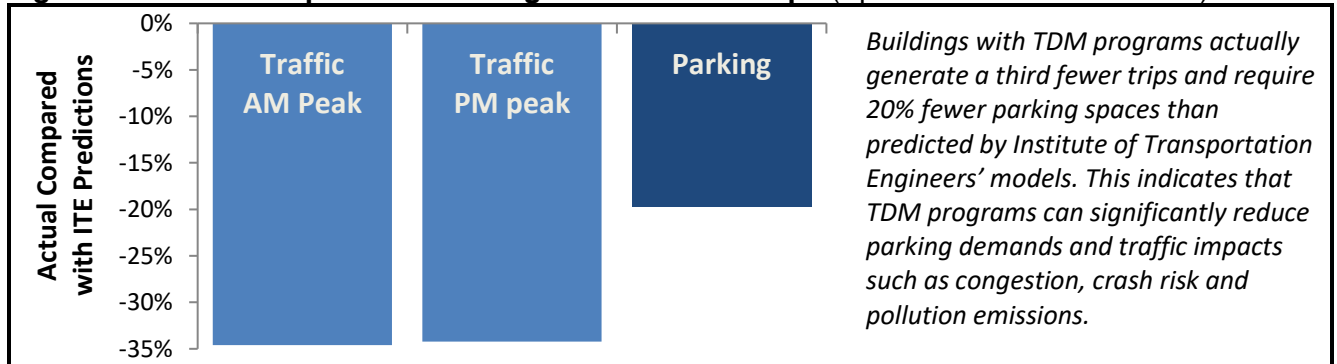 0%
-5%
-10%
-15%
-20%
-25%
-30%
-35%
Actual Compared
with ITE Predictions
Traffic
AM Peak
Traffic
PM peak
Parking
Buildings with TDM programs actually
generate a third fewer trips and require
20% fewer parking spaces than
predicted by Institute of Transportation
Engineers’ models. This indicates that
TDM programs can significantly reduce
parking demands and traffic impacts
such as congestion, crash risk and
pollution emissions.